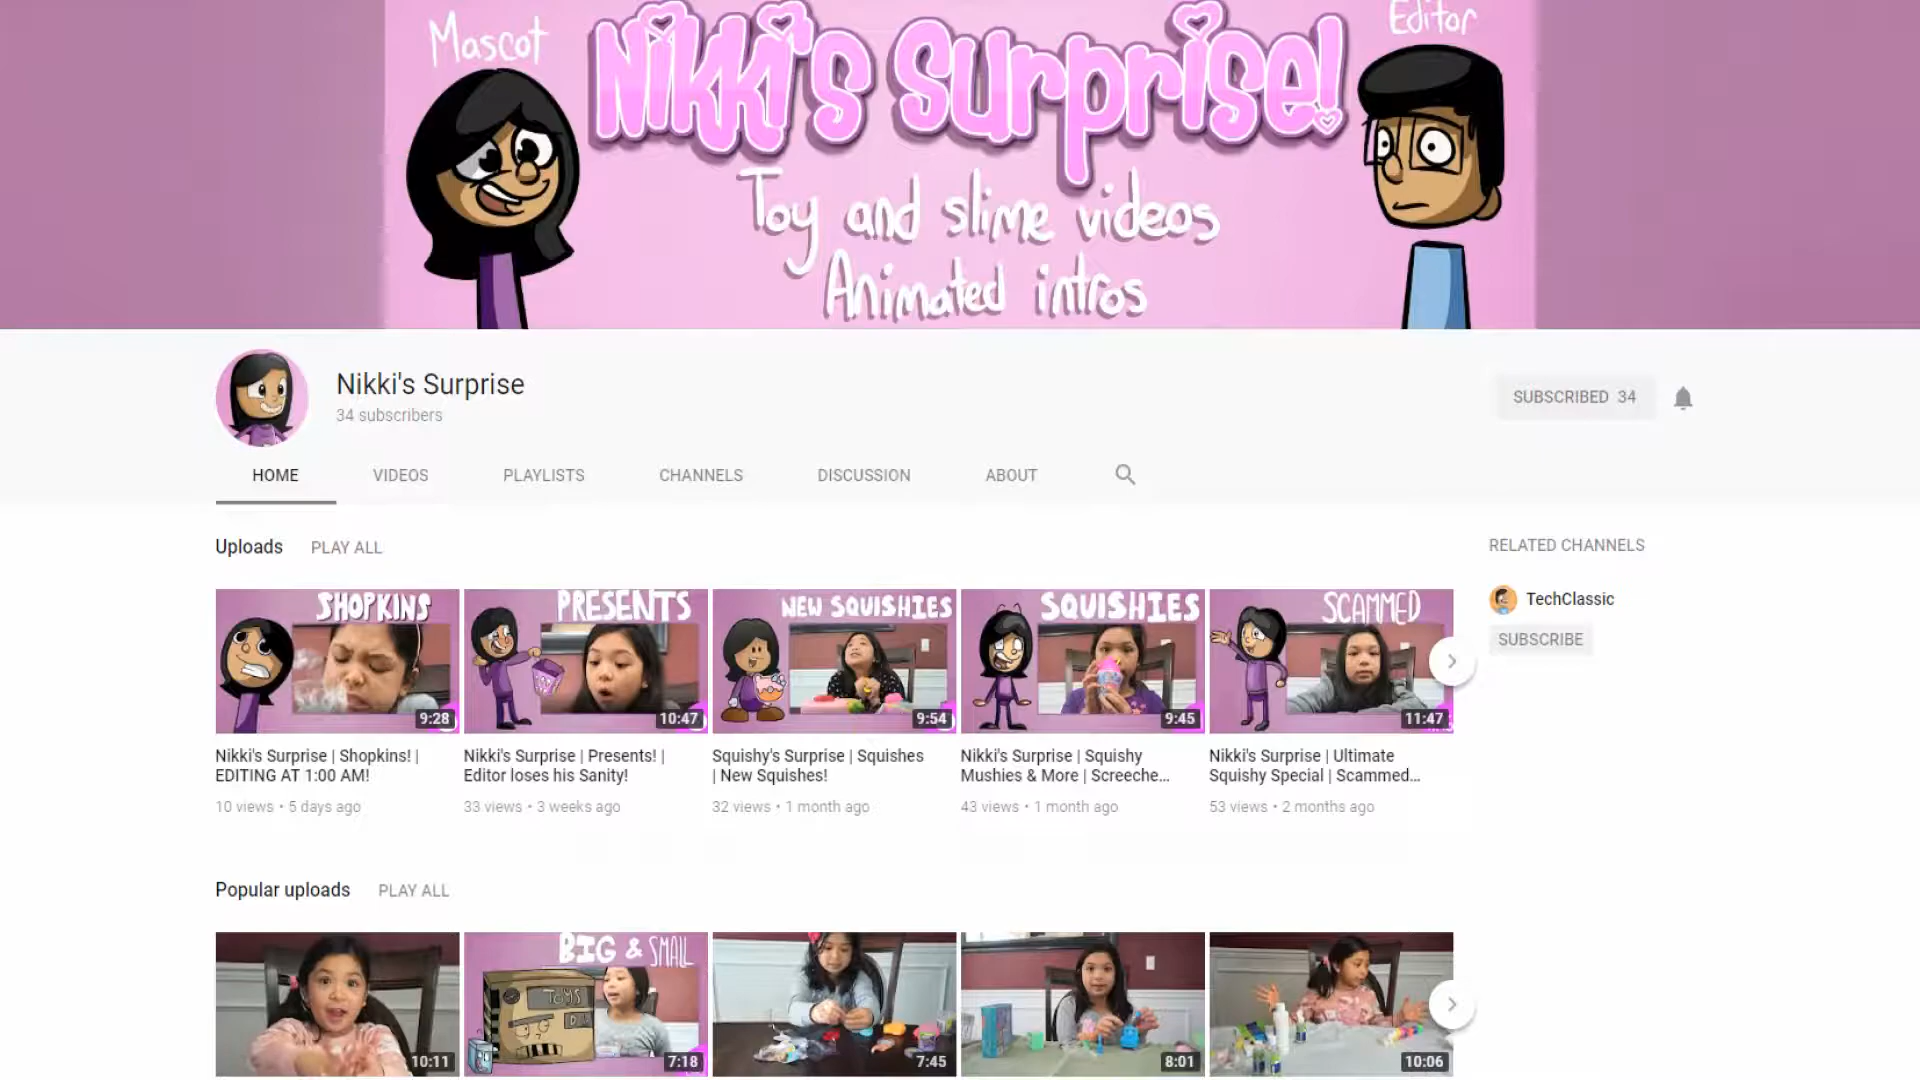 Mascot
Nikki's Surprise!
Editor
Toy and slime videos
Animated intros
Nikki's Surprise
34 subscribers
SUBSCRIBED 34
HOME VIDEOS PLAYLISTS CHANNELS DISCUSSION ABOUT
Uploads PLAY ALL
RELATED CHANNELS
TechClassic
SUBSCRIBE
SHOPKINS
9:28
Nikki's Surprise | Shopkins! |
EDITING AT 1:00 AM!
10 views • 5 days ago
PRESENTS
10:47
Nikki's Surprise | Presents! |
Editor loses his Sanity!
33 views • 3 weeks ago
NEW SQUISHIES
9:54
Squishy's Surprise | Squishes
| New Squishes!
32 views • 1 month ago
SQUISHIES
9:45
Nikki's Surprise | Squishy
Mushies & More | Screeche...
43 views • 1 month ago
SCAMMED
11:47
Nikki's Surprise | Ultimate
Squishy Special | Scammed...
53 views • 2 months ago
Popular uploads PLAY ALL
10:11
BIG & SMALL
7:18
7:45
8:01
10:06